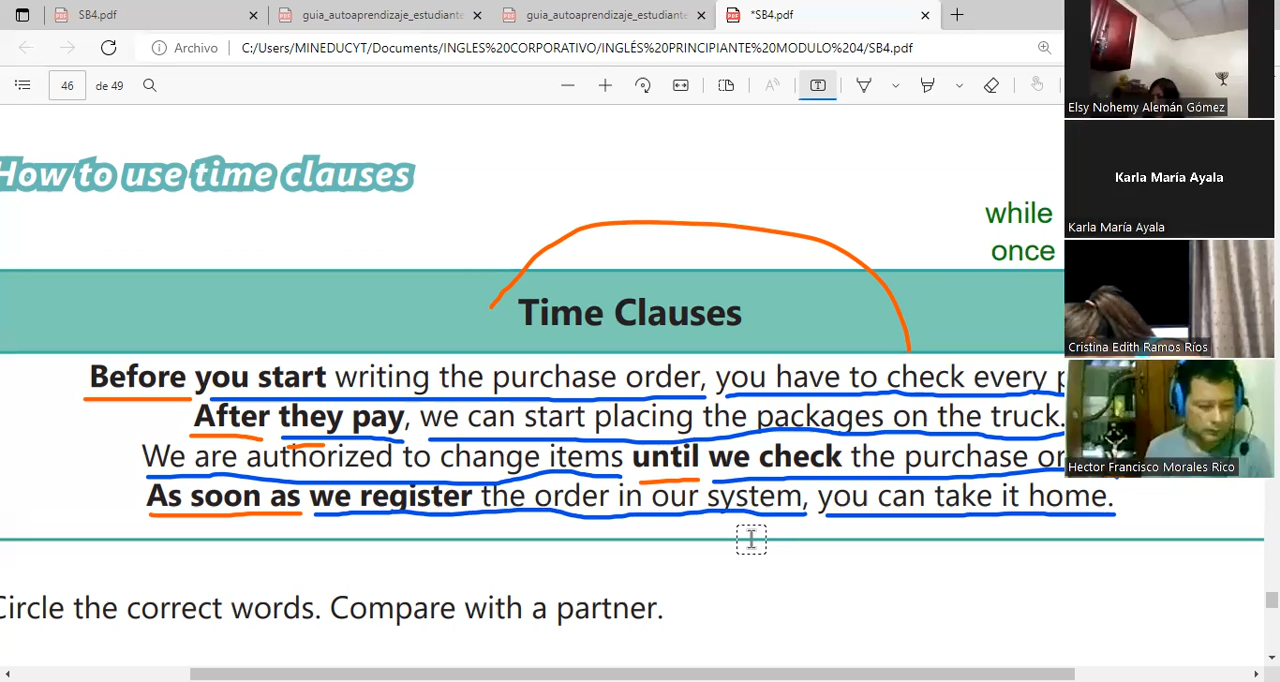 SB4.pdf
guia_autoaprendizaje_estudiante
guia_autoaprendizaje_estudiante
*SB4.pdf
Archivo
C:/Users/MINEDUCYT/Documents/INGLES%20CORPORATIVO/INGLÉS%20PRINCIPIANTE%20MODULO%204/SB4.pdf
46 de 49
How to use time clauses
while
once
Time Clauses
Before you start writing the purchase order, you have to check every
After they pay, we can start placing the packages on the truck.
We are authorized to change items until we check the purchase
As soon as we register the order in our system, you can take it home.
Circle the correct words. Compare with a partner.
Elsy Nohemy Alemán Gómez
Karla María Ayala
Karla María Ayala
Cristina Edith Ramos Ríos
Hector Francisco Morales Rico